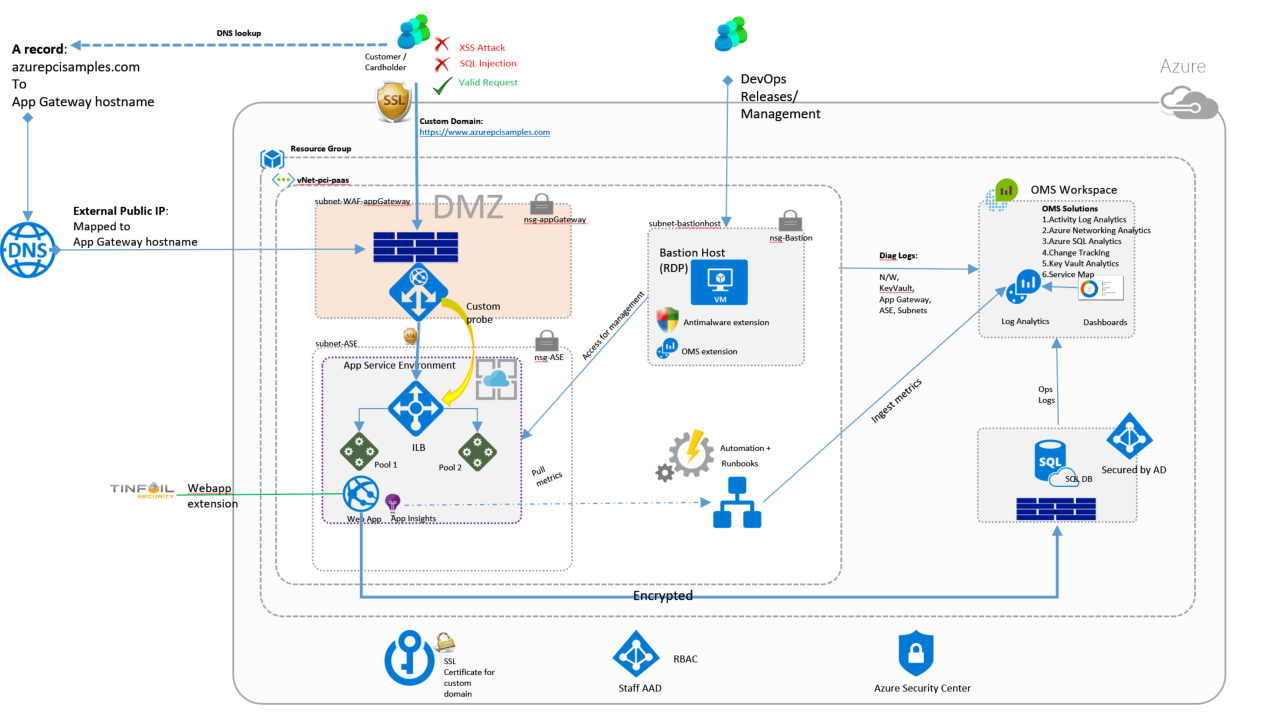 DNS lookup
A record:
azurepcisamples.com
To
App Gateway hostname
Customer /
Cardholder
XSS Attack
SQL Injection
Valid Request
SSL
DevOps
Releases/
Management
Azure
Custom Domain:
https://www.azurepcisamples.com
Resource Group
vNet-pci-paas
subnet-WAF-appGateway
DMZ
nsg-appGateway
External Public IP:
Mapped to
App Gateway hostname
DNS
Custom
probe
subnet-bastionhost
nsg-Bastion
Bastion Host
(RDP)
VM
Antimalware extension
OMS extension
Access for management
Diag Logs:
N/W,
KeyVault,
App Gateway,
ASE, Subnets
OMS Workspace
OMS Solutions
1.Activity Log Analytics
2.Azure Networking Analytics
3.Azure SQL Analytics
4.Change Tracking
5.Key Vault Analytics
6.Service Map
Log Analytics
Dashboards
SSL
subnet-ASE
nsg-ASE
App Service Environment
ILB
Pool 1
Pool 2
Web App
App Insights
TINFOIL
SECURITY
Webapp
extension
Pull
metrics
Automation +
Runbooks
Ingest metrics
Ops
Logs
SQL
SQL DB
Secured by AD
Encrypted
SSL
Certificate for
custom
domain
RBAC
Staff AAD
Azure Security Center